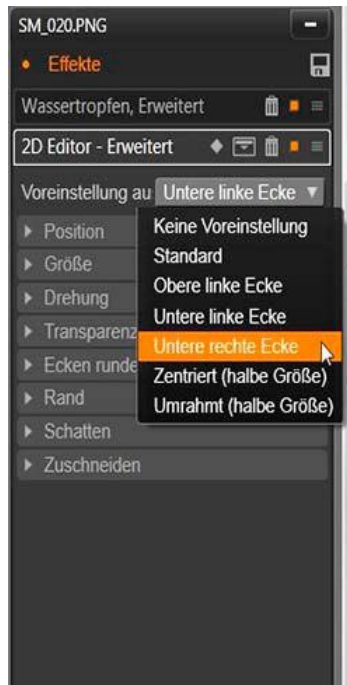 SM_020.PNG
Effekte
Wassertropfen, Erweitert
2D Editor - Erweitert
Voreinstellung au Untere linke Ecke
Keine Voreinstellung
Standard
Obere linke Ecke
Untere linke Ecke
Untere rechte Ecke
Zentriert (halbe Größe)
Umrahmt (halbe Größe)
Position
Größe
Drehung
Transparenz
Ecken runde
Rand
Schatten
Zuschneiden